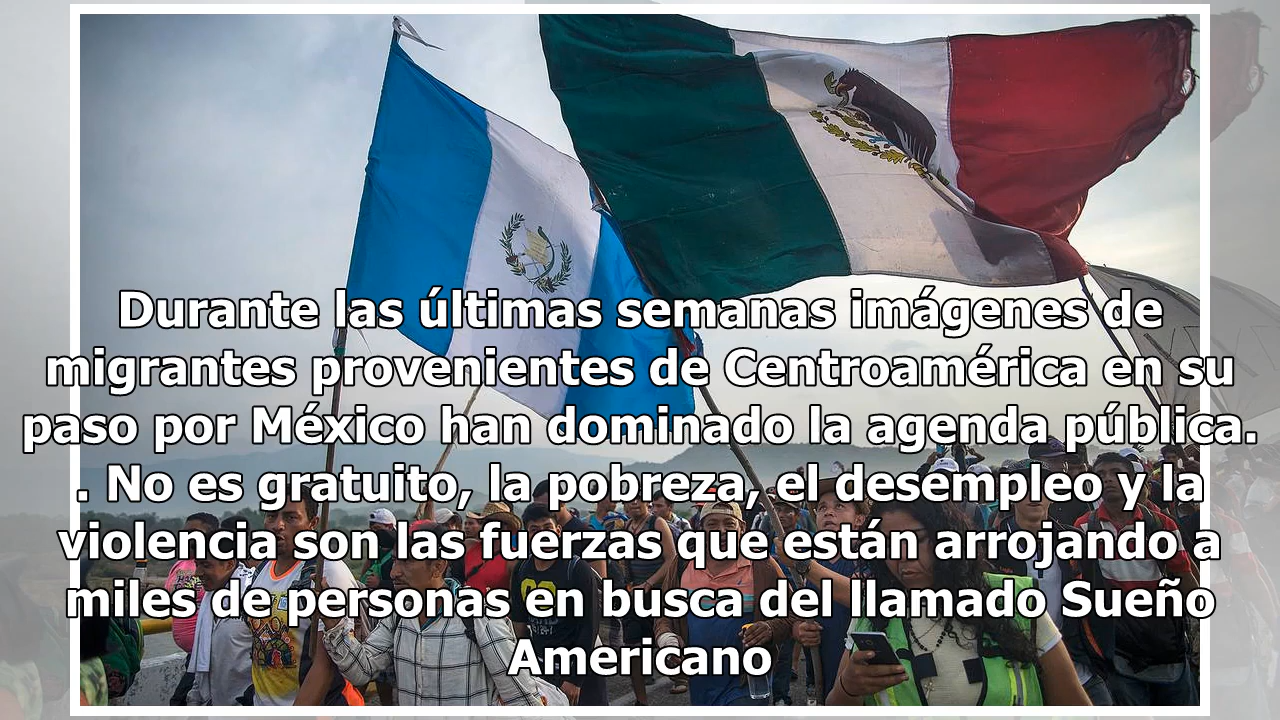 Durante las últimas semanas imágenes de
migrantes provenientes de Centroamérica en su
paso por México han dominado la agenda pública.
. No es gratuito, la pobreza, el desempleo y la
violencia son las fuerzas que están arrojando a
miles de personas en busca del llamado Sueño
Americano